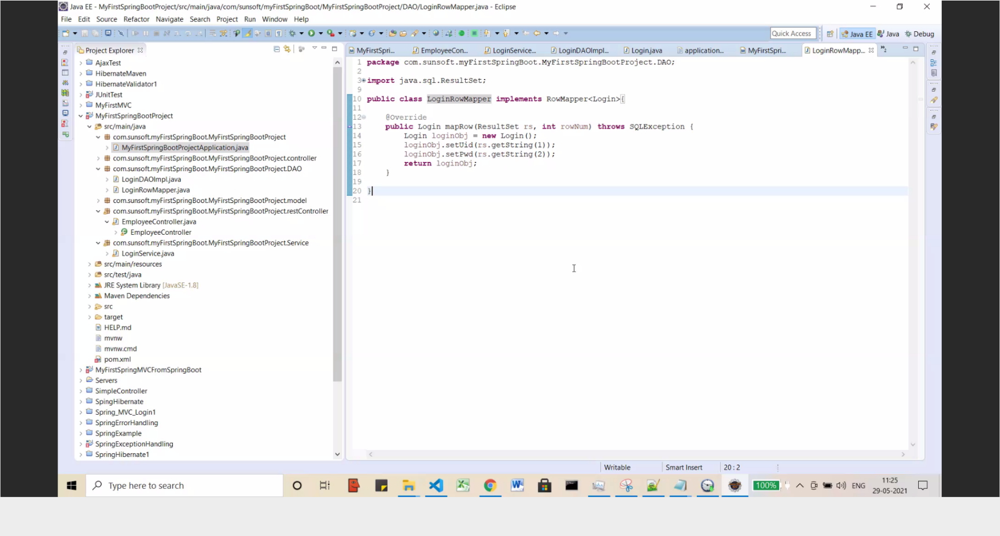 Java EE - MyFirstSpringBootProject/src/main/java/com/sunsoft/myFirstSpringBoot/MyFirstSpringBootProject/DAO/LoginRowMapper.java - Eclipse
File Edit Source Refactor Navigate Search Project Run Window Help
Quick Access Java EE Java Debug
Project Explorer
AjaxTest
HibernateMaven
HibernateValidator1
JUnitTest
MyFirstMVC
MyFirstSpringBootProject
src/main/java
com.sunsoft.myFirstSpringBoot.MyFirstSpringBootProject
MyFirstSpringBootProjectApplication.java
com.sunsoft.myFirstSpringBoot.MyFirstSpringBootProject.controller
com.sunsoft.myFirstSpringBoot.MyFirstSpringBootProject.DAO
LoginDAOImpl.java
LoginRowMapper.java
com.sunsoft.myFirstSpringBoot.MyFirstSpringBootProject.model
com.sunsoft.myFirstSpringBoot.MyFirstSpringBootProject.restController
EmployeeController.java
EmployeeController
com.sunsoft.myFirstSpringBoot.MyFirstSpringBootProject.Service
LoginService.java
src/main/resources
src/test/java
JRE System Library [JavaSE-1.8]
Maven Dependencies
src
target
HELP.md
mvnw
mvnw.cmd
pom.xml
MyFirstSpringMVCFromSpringBoot
Servers
SimpleController
SpingHibernate
Spring_MVC_Login1
SpringErrorHandling
SpringExample
SpringExceptionHandling
SpringHibernate1
MyFirstSpri... EmployeeCon... LoginService... LoginDAOImpl... Login.java application... MyFirstSpri... LoginRowMapp... »2
1 package com.sunsoft.myFirstSpringBoot.MyFirstSpringBootProject.DAO;
2
3 import java.sql.ResultSet;
9
10 public class LoginRowMapper implements RowMapper<Login>{
11
12 @Override
13 public Login mapRow(ResultSet rs, int rowNum) throws SQLException {
14 Login loginObj = new Login();
15 loginObj.setUid(rs.getString(1));
16 loginObj.setPwd(rs.getString(2));
17 return loginObj;
18 }
19
20 }
21
Writable Smart Insert 20 : 2
Type here to search
100% ENG 11:25
29-05-2021